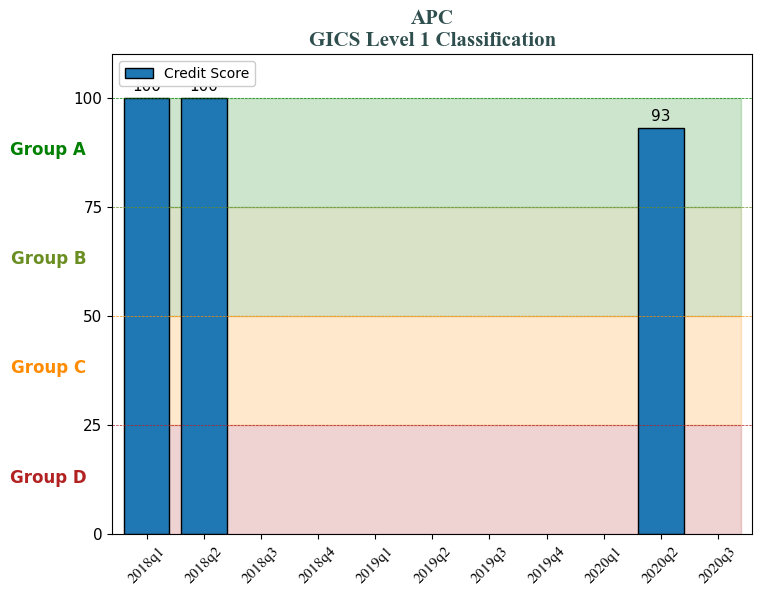 APC
GICS Level 1 Classification
Credit Score
100 100
100
93
Group A
75
Group B
50
Group C
25
Group D
0
2018q1 2018q2 2018q3 2018q4 2019q1 2019q2 2019q3 2019q4 2020q1 2020q2 2020q3